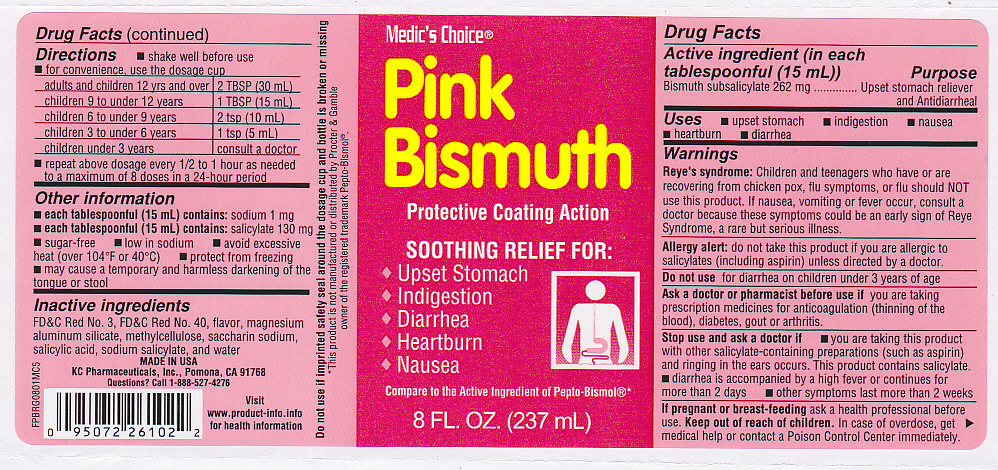 Drug Facts (continued)
Directions ■ shake well before use
■ for convenience, use the dosage cup
adults and children 12 yrs and over 2 TBSP (30 mL)
children 9 to under 12 years 1 TBSP (15 mL)
children 6 to under 9 years 2 tsp (10 mL)
children 3 to under 6 years 1 tsp (5 mL)
children under 3 years consult a doctor
■ repeat above dosage every 1/2 to 1 hour as needed
to a maximum of 8 doses in a 24-hour period
Other information
■ each tablespoonful (15 mL) contains: sodium 1 mg
■ each tablespoonful (15 mL) contains: salicylate 130 mg
■ sugar-free ■ low in sodium ■ avoid excessive
heat (over 104°F or 40°C) ■ protect from freezing
■ may cause a temporary and harmless darkening of the
tongue or stool
Inactive ingredients
FD&C Red No. 3, FD&C Red No. 40, flavor, magnesium
aluminum silicate, methylcellulose, saccharin sodium,
salicylic acid, sodium salicylate, and water
MADE IN USA
KC Pharmaceuticals, Inc., Pomona, CA 91768
Questions? Call 1-888-527-4276
FPBRG0801MC5
0 95072 26102 2
Visit
www.product-info.info
for health information
Do not use if imprinted safety seal around the dosage cup and bottle is broken or missing
*This product is not manufactured or distributed by Procter & Gamble
owner of the registered trademark Pepto-Bismol®.
Medic's Choice®
Pink
Bismuth
Protective Coating Action
SOOTHING RELIEF FOR:
♦ Upset Stomach
♦ Indigestion
♦ Diarrhea
♦ Heartburn
♦ Nausea
Compare to the Active Ingredient of Pepto-Bismol®*
8 FL. OZ. (237 mL)
Drug Facts
Active ingredient (in each
tablespoonful (15 mL)) Purpose
Bismuth subsalicylate 262 mg .............. Upset stomach reliever
and Antidiarrheal
Uses ■ upset stomach ■ indigestion ■ nausea
■ heartburn ■ diarrhea
Warnings
Reye's syndrome: Children and teenagers who have or are
recovering from chicken pox, flu symptoms, or flu should NOT
use this product. If nausea, vomiting or fever occur, consult a
doctor because these symptoms could be an early sign of Reye
Syndrome, a rare but serious illness.
Allergy alert: do not take this product if you are allergic to
salicylates (including aspirin) unless directed by a doctor.
Do not use for diarrhea on children under 3 years of age
Ask a doctor or pharmacist before use if you are taking
prescription medicines for anticoagulation (thinning of the
blood), diabetes, gout or arthritis.
Stop use and ask a doctor if ■ you are taking this product
with other salicylate-containing preparations (such as aspirin)
and ringing in the ears occurs. This product contains salicylate.
■ diarrhea is accompanied by a high fever or continues for
more than 2 days ■ other symptoms last more than 2 weeks
If pregnant or breast-feeding ask a health professional before
use. Keep out of reach of children. In case of overdose, get ▶
medical help or contact a Poison Control Center immediately.